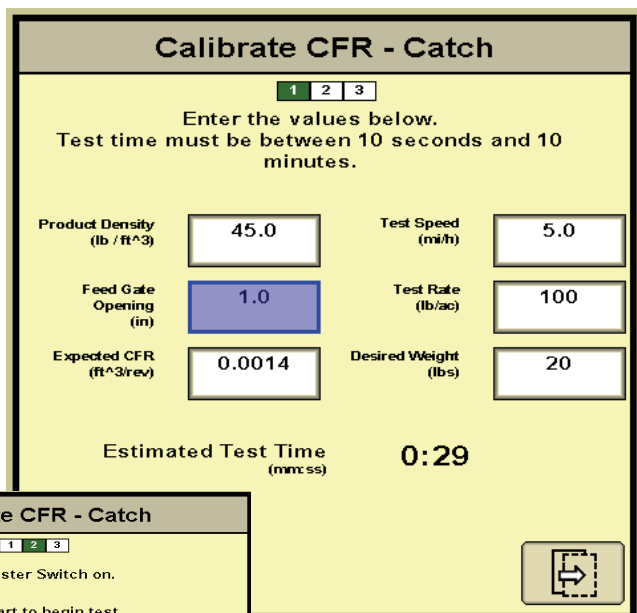 Calibrate CFR - Catch
1 2 3
Enter the values below.
Test time must be between 10 seconds and 10
minutes.
Product Density
(lb / ft^3)
45.0
Test Speed
(mi/h)
5.0
Feed Gate
Opening
(in)
1.0
Test Rate
(lb/ac)
100
Expected CFR
(ft^3/rev)
0.0014
Desired Weight
(lbs)
20
Estimated Test Time
(mm:ss)
0:29
CFR - Catch
1 2 3
Switch on.
to begin test